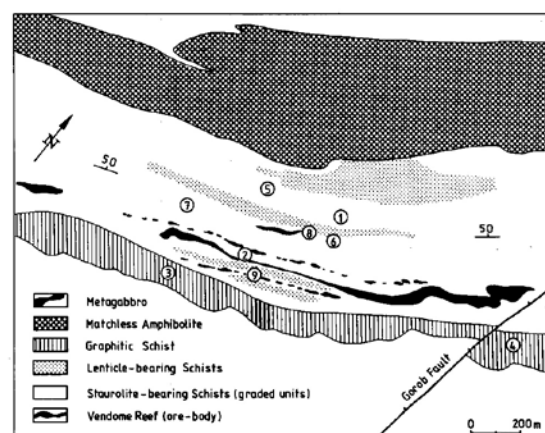 N
50
5
7
1
8
6
50
2
3
9
4
Metagabbro
Matchless Amphibolite
Graphitic Schist
Lenticle-bearing Schists
Staurolite-bearing Schists (graded units)
Vendome Reef (ore-body)
Gorob Fault
0 200m